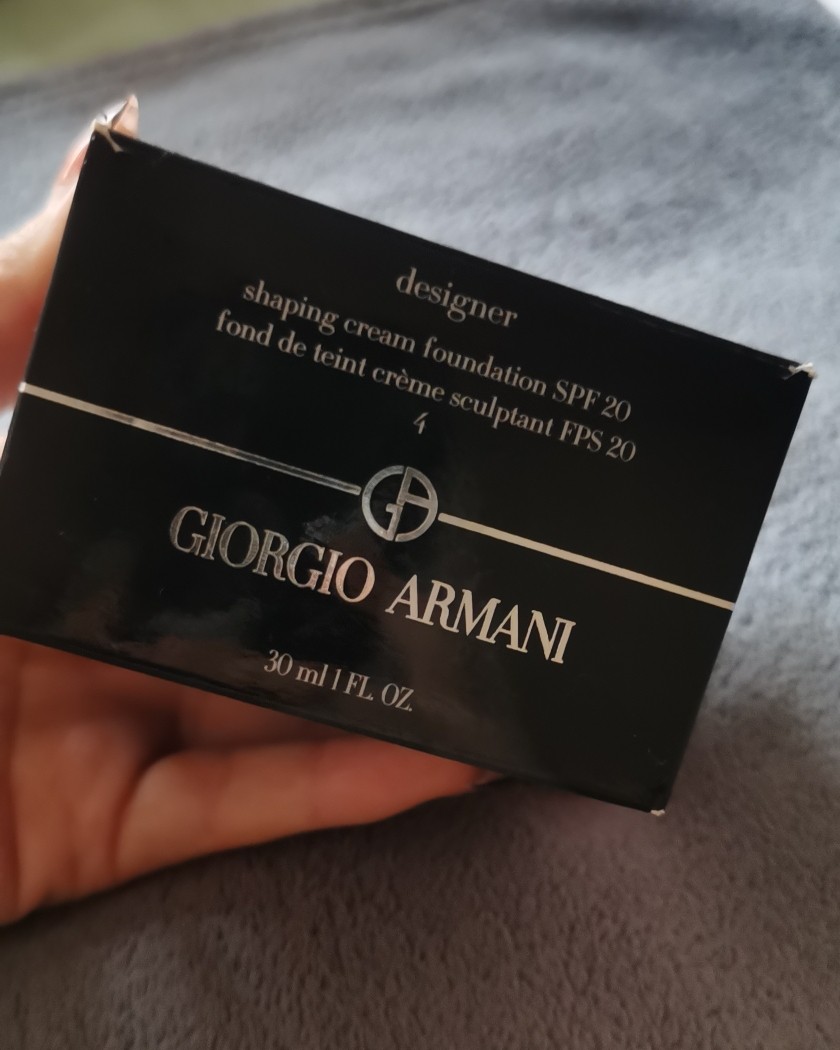 designer
shaping cream foundation SPF 20
fond de teint crème sculptant FPS 20
4
GA
GIORGIO ARMANI
30 ml 1 FL. OZ.